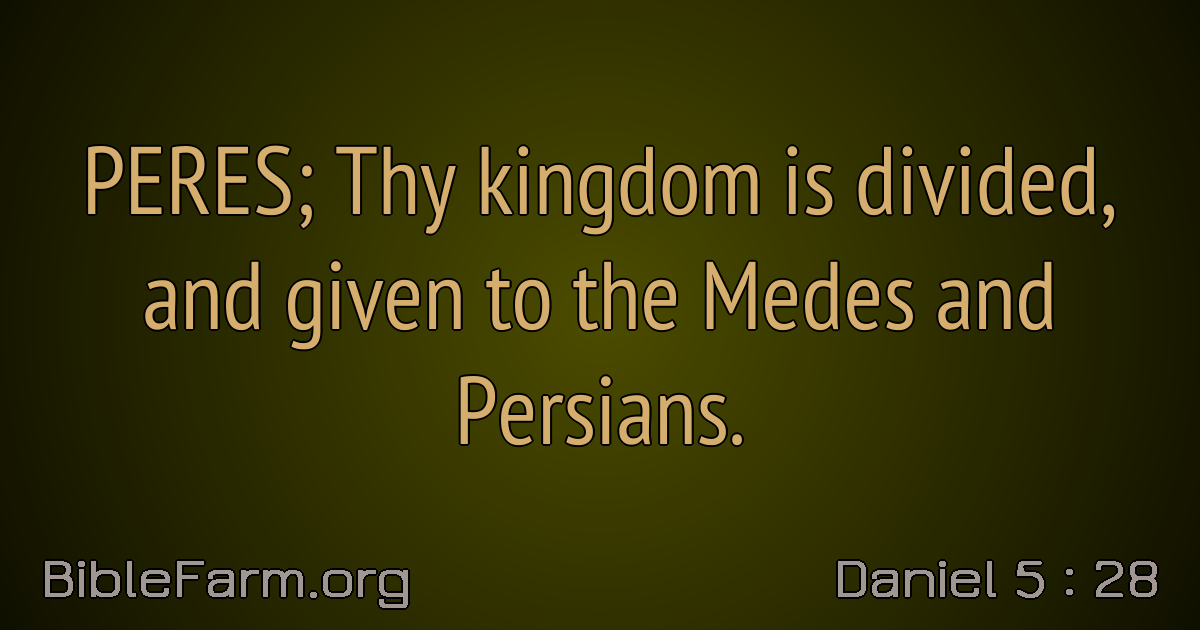 PERES; Thy kingdom is divided,
and given to the Medes and
Persians.
BibleFarm.org
Daniel 5 : 28